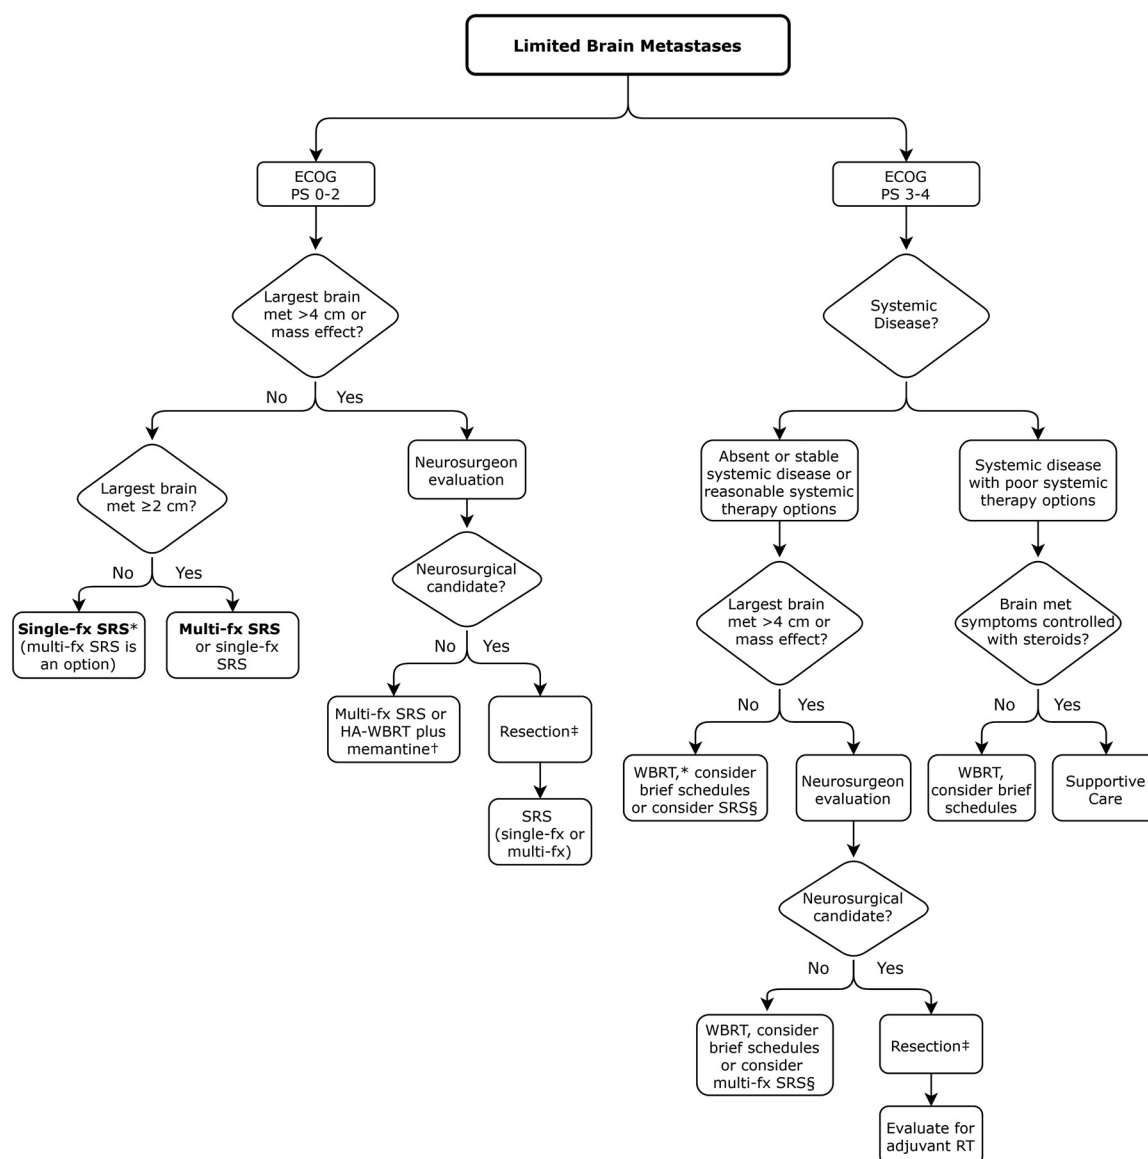 Limited Brain Metastases
ECOG
PS 0-2
ECOG
PS 3-4
Largest brain
met >4 cm or
mass effect?
Systemic
Disease?
No
Yes
Largest brain
met ≥2 cm?
Neurosurgeon
evaluation
Absent or stable
systemic disease or
reasonable systemic
therapy options
Systemic disease
with poor systemic
therapy options
No
Yes
Neurosurgical
candidate?
Largest brain
met >4 cm or
mass effect?
Brain met
symptoms controlled
with steroids?
Single-fx SRS*
(multi-fx SRS is
an option)
Multi-fx SRS
or single-fx
SRS
No
Yes
No
Yes
No
Yes
Multi-fx SRS or
HA-WBRT plus
memantine†
Resection‡
WBRT,* consider
brief schedules
or consider SRS§
Neurosurgeon
evaluation
WBRT,
consider brief
schedules
Supportive
Care
SRS
(single-fx or
multi-fx)
Neurosurgical
candidate?
No
Yes
WBRT, consider
brief schedules
or consider
multi-fx SRS§
Resection‡
Evaluate for
adjuvant RT